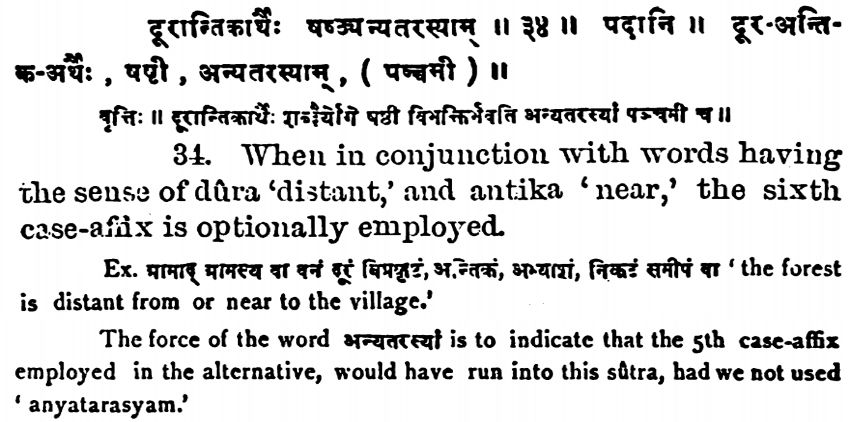 दूरान्तिकार्थैः षष्ठ्यन्यतरस्याम् ॥ ३४ ॥ पदानि ॥ दूर-अन्ति-
क-अर्थैः, षष्ठी, अन्यतरस्याम्, ( पञ्चमी ) ॥
वृत्तिः ॥ दूरान्तिकार्थैः शब्दैर्योगे षष्ठी विभक्तिर्भवति अन्यतरस्यां पञ्चमी च ॥
34. When in conjunction with words having
the sense of dûra 'distant,' and antika 'near,' the sixth
case-affix is optionally employed.
Ex. ग्रामाद् ग्रामस्य वा वनं दूरं विप्रकृष्टं, अन्तिकं, अभ्याशं, निकटं समीपं वा 'the forest
is distant from or near to the village.'
The force of the word अन्यतरस्यां is to indicate that the 5th case-affix
employed in the alternative, would have run into this sûtra, had we not used
'anyatarasyam.'